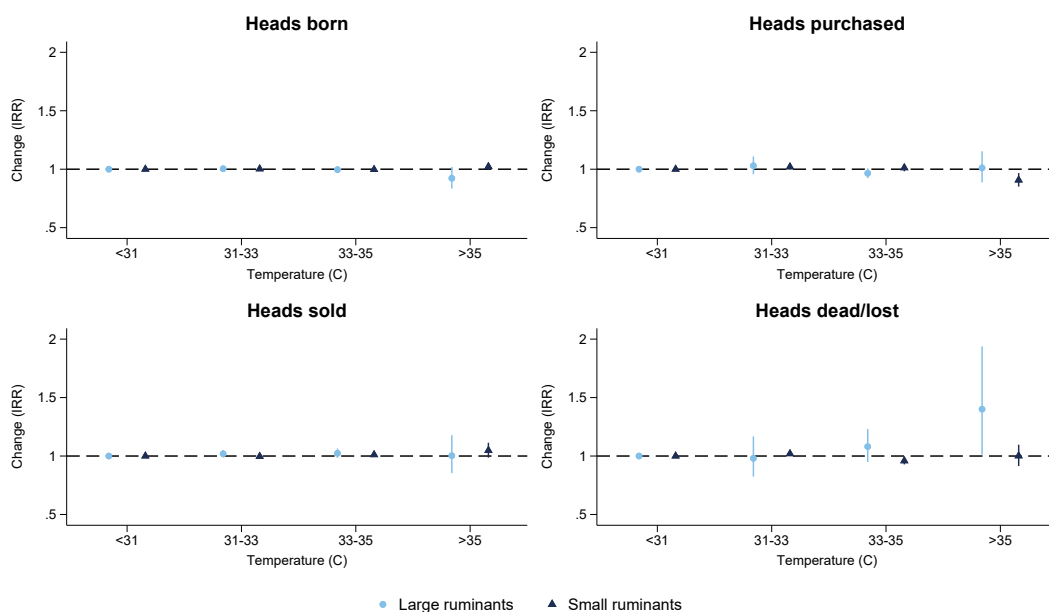 Heads born
Change (IRR)
2
1.5
1
.5
<31
31-33
33-35
>35
Temperature (C)
Heads purchased
Change (IRR)
2
1.5
1
.5
<31
31-33
33-35
>35
Temperature (C)
Heads sold
Change (IRR)
2
1.5
1
.5
<31
31-33
33-35
>35
Temperature (C)
Heads dead/lost
Change (IRR)
2
1.5
1
.5
<31
31-33
33-35
>35
Temperature (C)
Large ruminants
Small ruminants